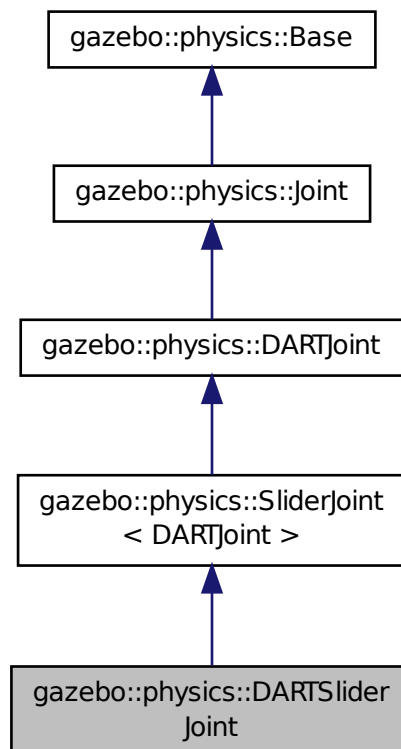 gazebo::physics::Base
gazebo::physics::Joint
gazebo::physics::DARTJoint
gazebo::physics::SliderJoint
< DARTJoint >
gazebo::physics::DARTSlider
Joint